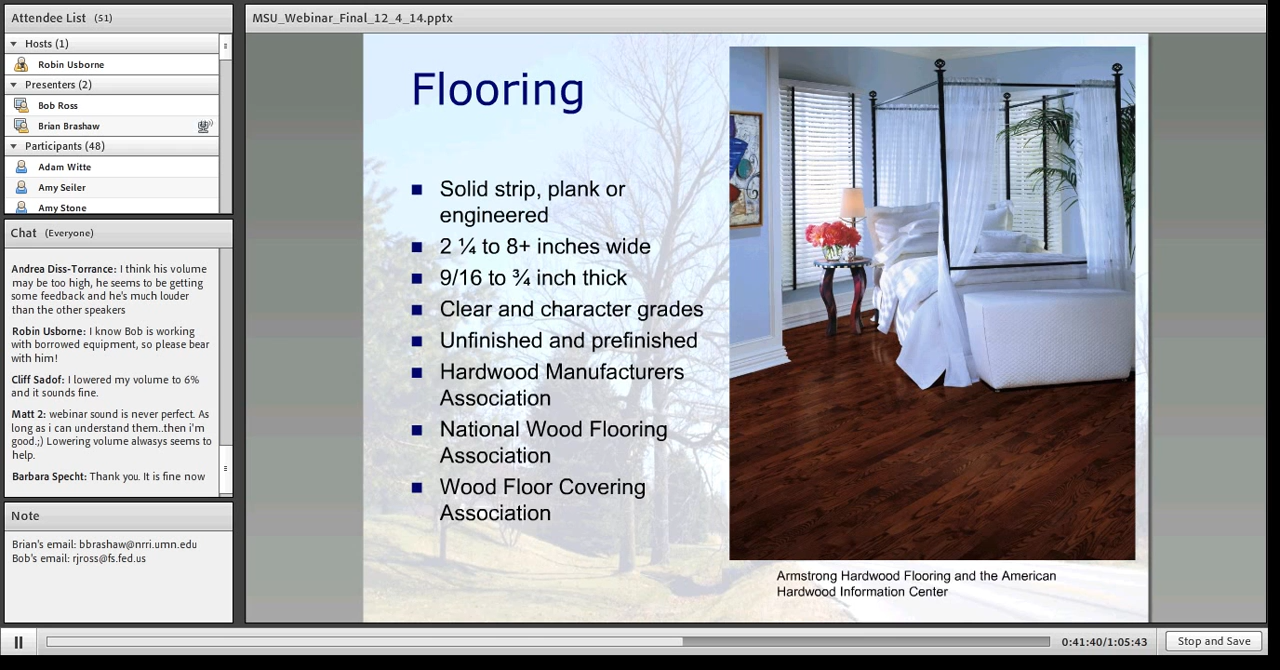 Attendee List (51)
Hosts (1)
Robin Usborne
Presenters (2)
Bob Ross
Brian Brashaw
Participants (48)
Adam Witte
Amy Seiler
Amy Stone
Chat (Everyone)
Andrea Diss-Torrance: I think his volume
may be too high, he seems to be getting
some feedback and he's much louder
than the other speakers
Robin Usborne: I know Bob is working
with borrowed equipment, so please bear
with him!
Cliff Sadof: I lowered my volume to 6%
and it sounds fine.
Matt 2: webinar sound is never perfect. As
long as i can understand them..then i'm
good.;) Lowering volume alwasys seems to
help.
Barbara Specht: Thank you. It is fine now
Note
Brian's email: bbrashaw@nrri.umn.edu
Bob's email: rjross@fs.fed.us
MSU_Webinar_Final_12_4_14.pptx
Flooring
Solid strip, plank or
engineered
2 ¼ to 8+ inches wide
9/16 to ¾ inch thick
Clear and character grades
Unfinished and prefinished
Hardwood Manufacturers
Association
National Wood Flooring
Association
Wood Floor Covering
Association
Armstrong Hardwood Flooring and the American
Hardwood Information Center
0:41:40/1:05:43
Stop and Save